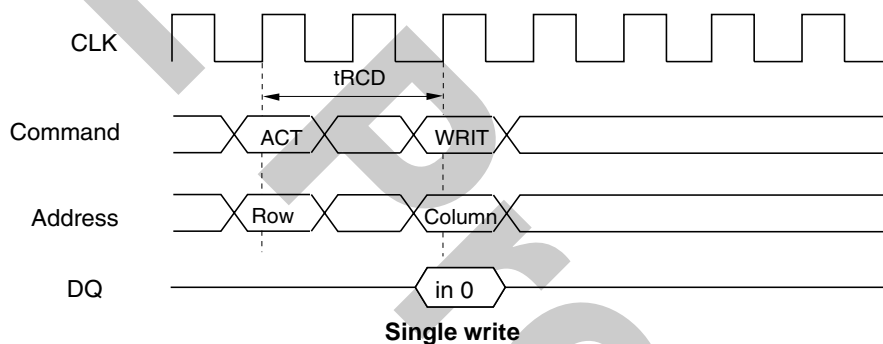 CLK
tRCD
Command ACT WRIT
Address Row Column
DQ in 0
Single write